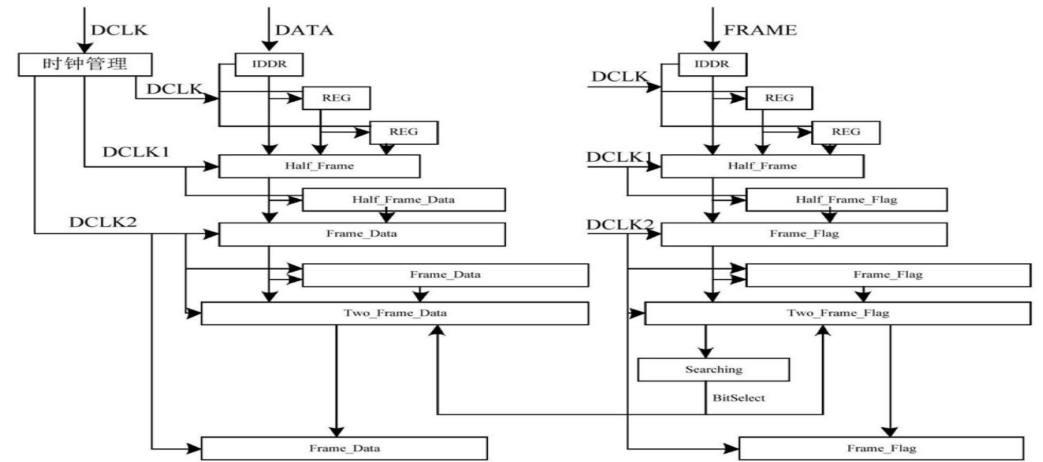 DCLK
DATA
FRAME
时钟管理
IDDR
IDDR
DCLK
REG
DCLK
REG
REG
REG
DCLK1
Half_Frame
DCLK1
Half_Frame
Half_Frame_Data
Half_Frame_Flag
DCLK2
Frame_Data
DCLK2
Frame_Flag
Frame_Data
Frame_Flag
Two_Frame_Data
Two_Frame_Flag
Searching
BitSelect
Frame_Data
Frame_Flag